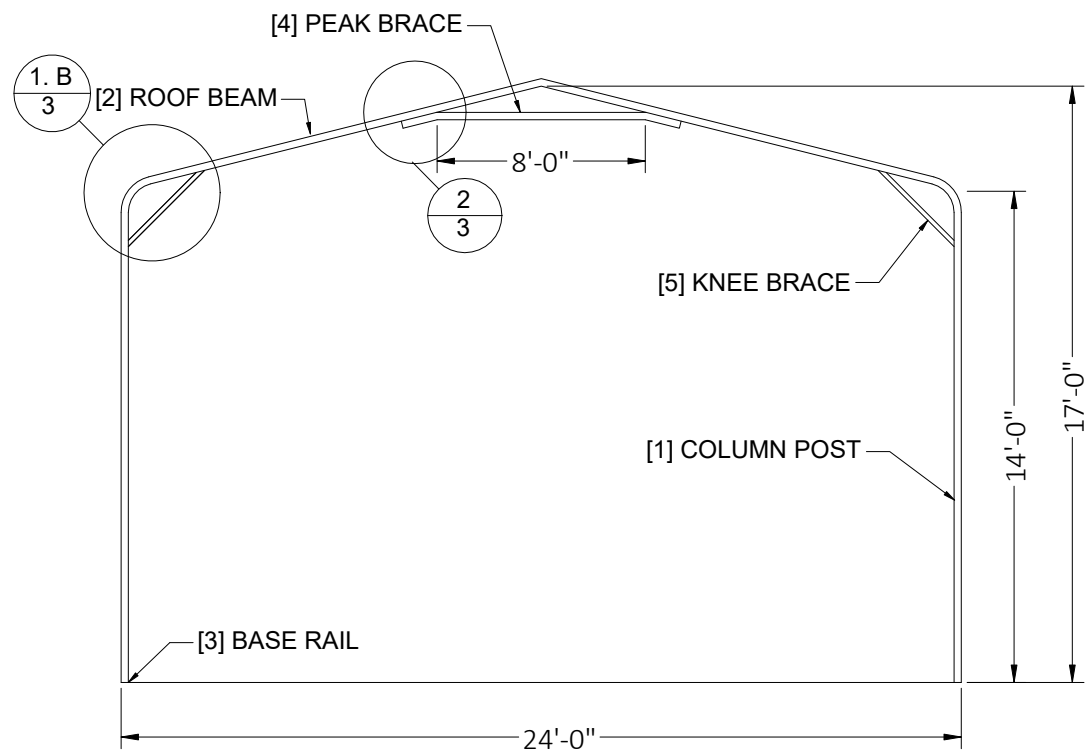 [4] PEAK BRACE
1. B
3
[2] ROOF BEAM
8'-0"
2
3
[5] KNEE BRACE
17'-0"
14'-0"
[1] COLUMN POST
[3] BASE RAIL
24'-0"